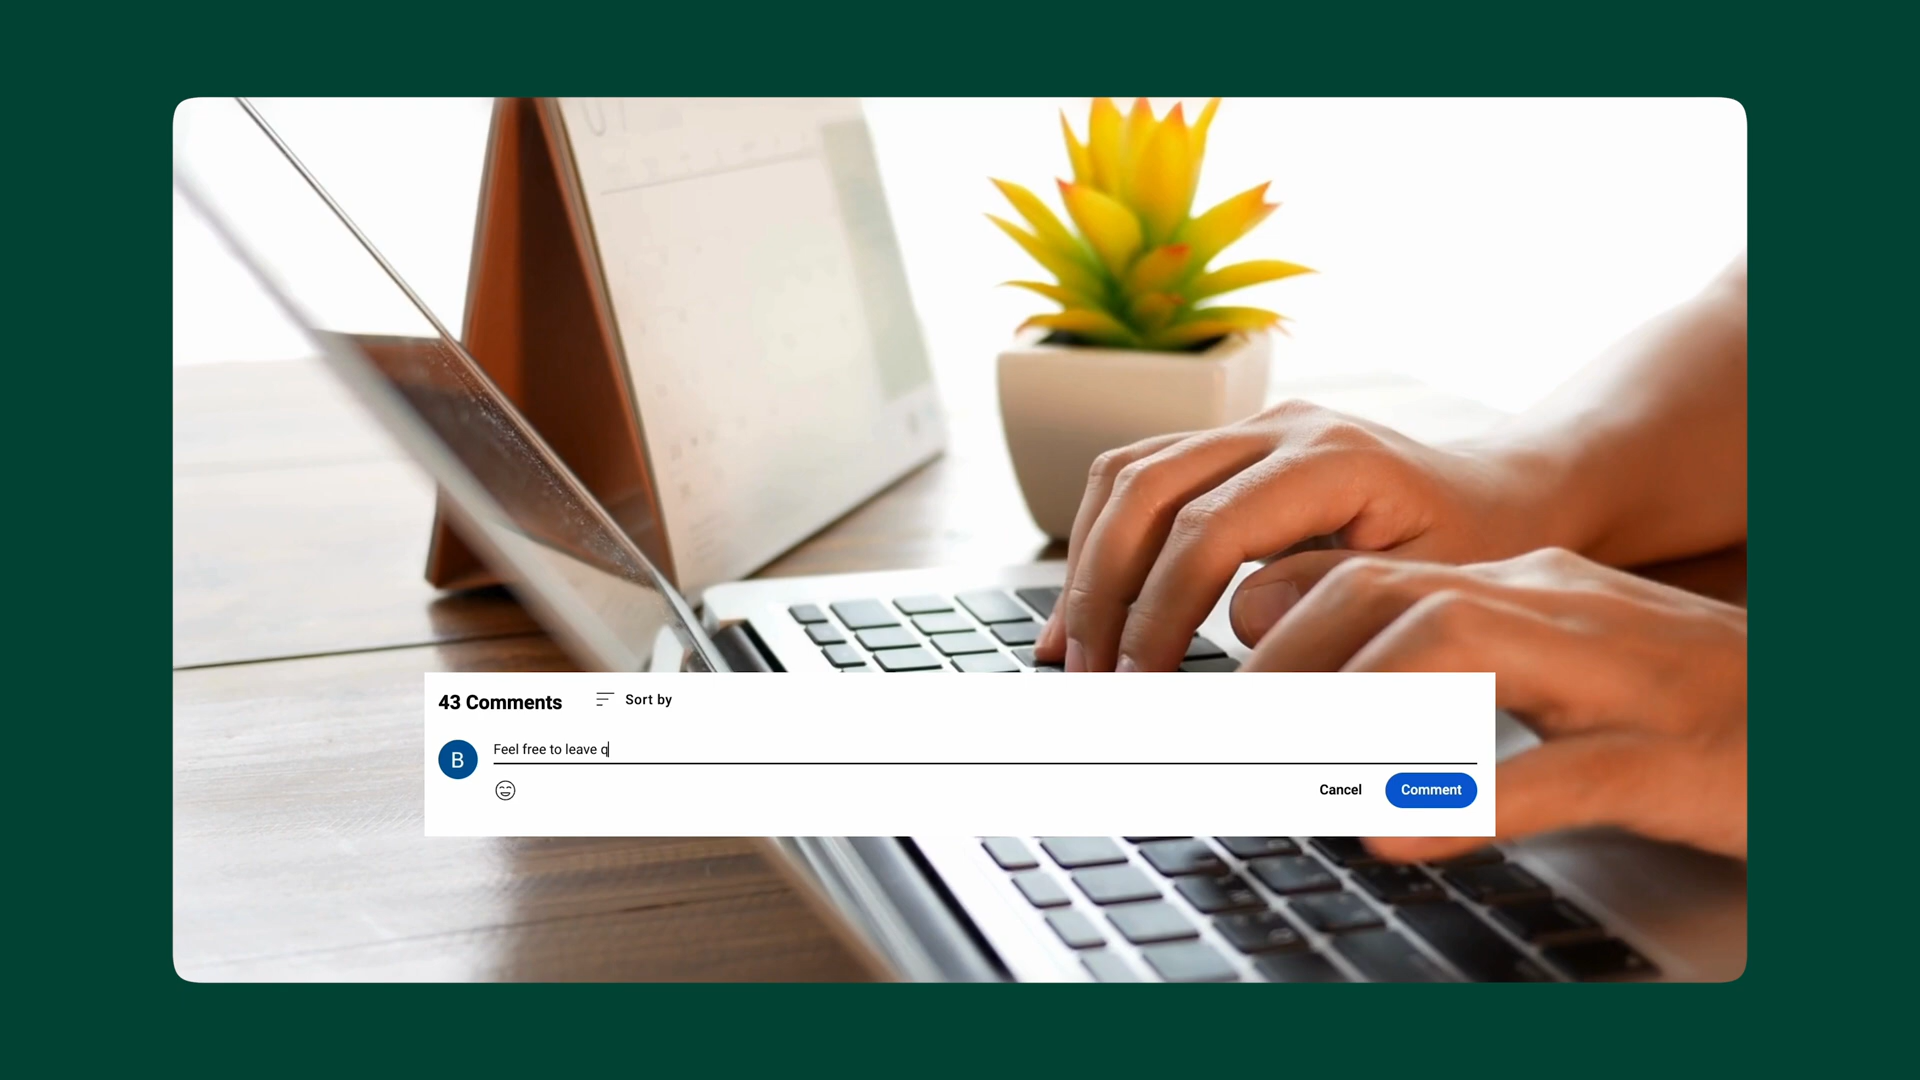 43 Comments
Sort by
B
Feel free to leave q
Cancel
Comment